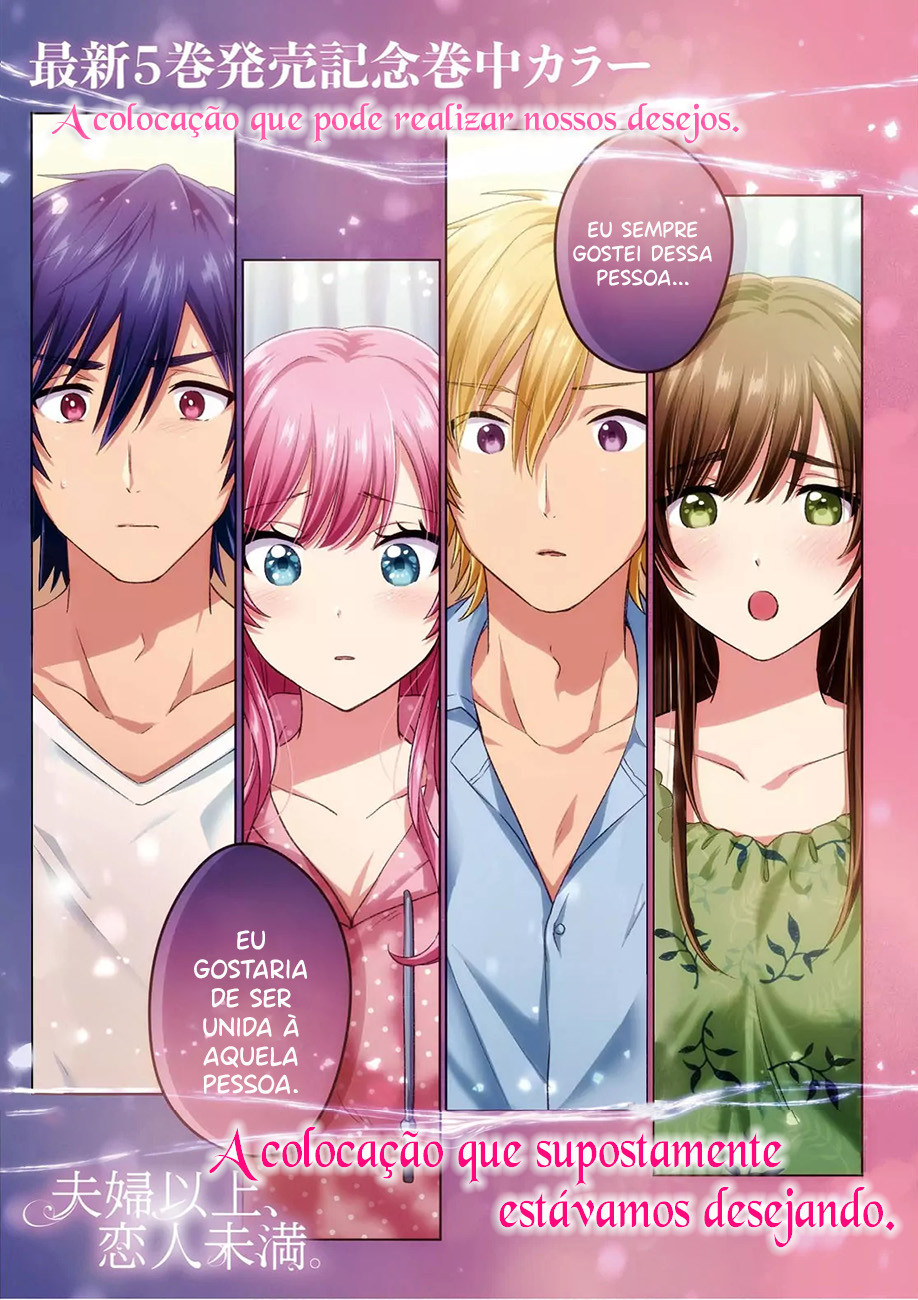 最新5巻発売記念巻中カラー
A colocação que pode realizar nossos desejos.
EU SEMPRE
GOSTEI DESSA
PESSOA...
EU
GOSTARIA
DE SER
UNIDA À
AQUELA
PESSOA.
A colocação que supostamente
estávamos desejando.
夫婦以上、
恋人未満。